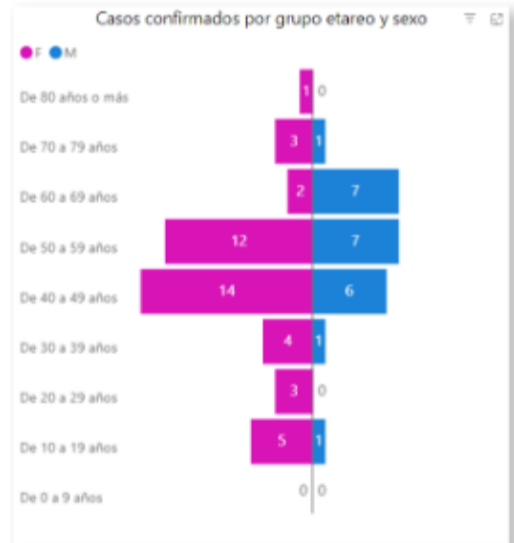 Casos confirmados por grupo etareo y sexo
F M
De 80 años o más 1 0
De 70 a 79 años 3 1
De 60 a 69 años 2 7
De 50 a 59 años 12 7
De 40 a 49 años 14 6
De 30 a 39 años 4 1
De 20 a 29 años 3 0
De 10 a 19 años 5 1
De 0 a 9 años 0 0